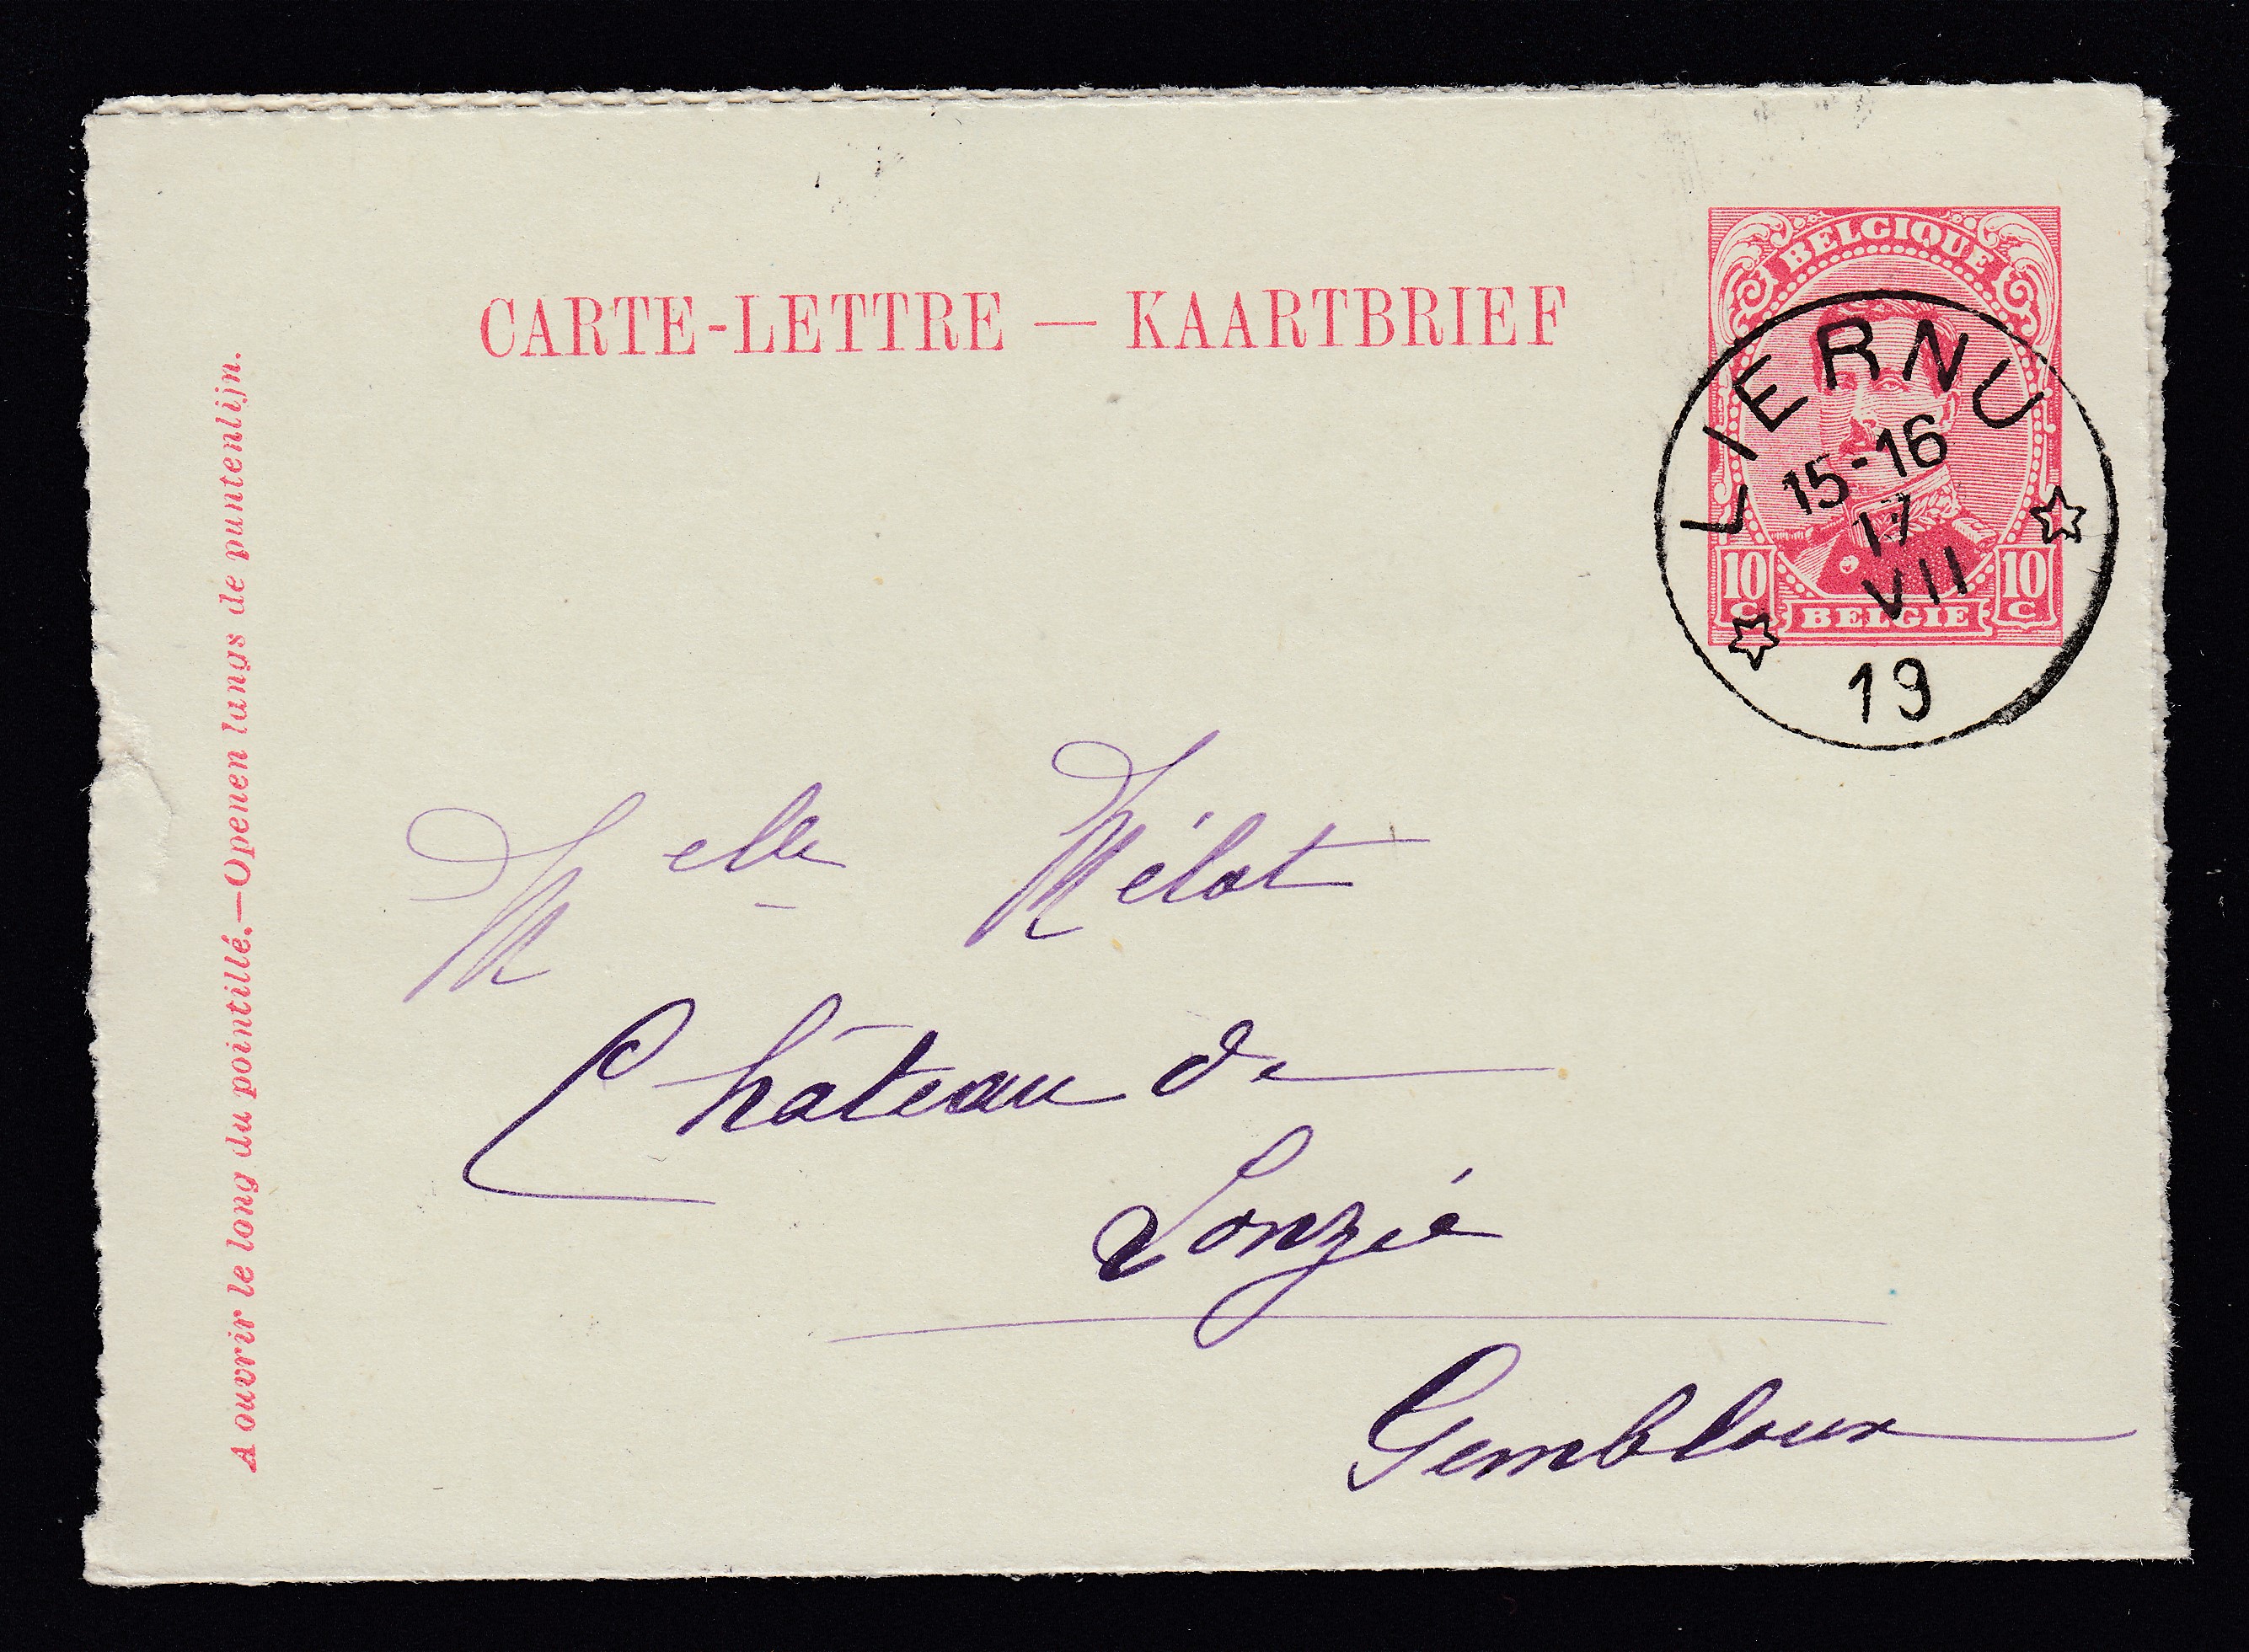 CARTE-LETTRE — KAARTBRIEF
BELGIQUE
10 C
10 C
BELGIE
LIERNU
15-16
17
VII
19
A ouvrir le long du pointillé.—Openen langs de puntenlijn.
Melle Mélot
Château de
Lonzée
Gembloux